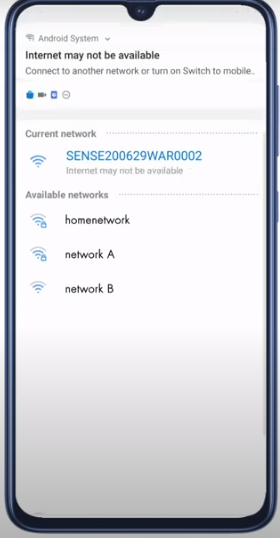 Android System
Internet may not be available
Connect to another network or turn on Switch to mobile..
Current network
SENSE200629WAR0002
Internet may not be available
Available networks
homenetwork
network A
network B